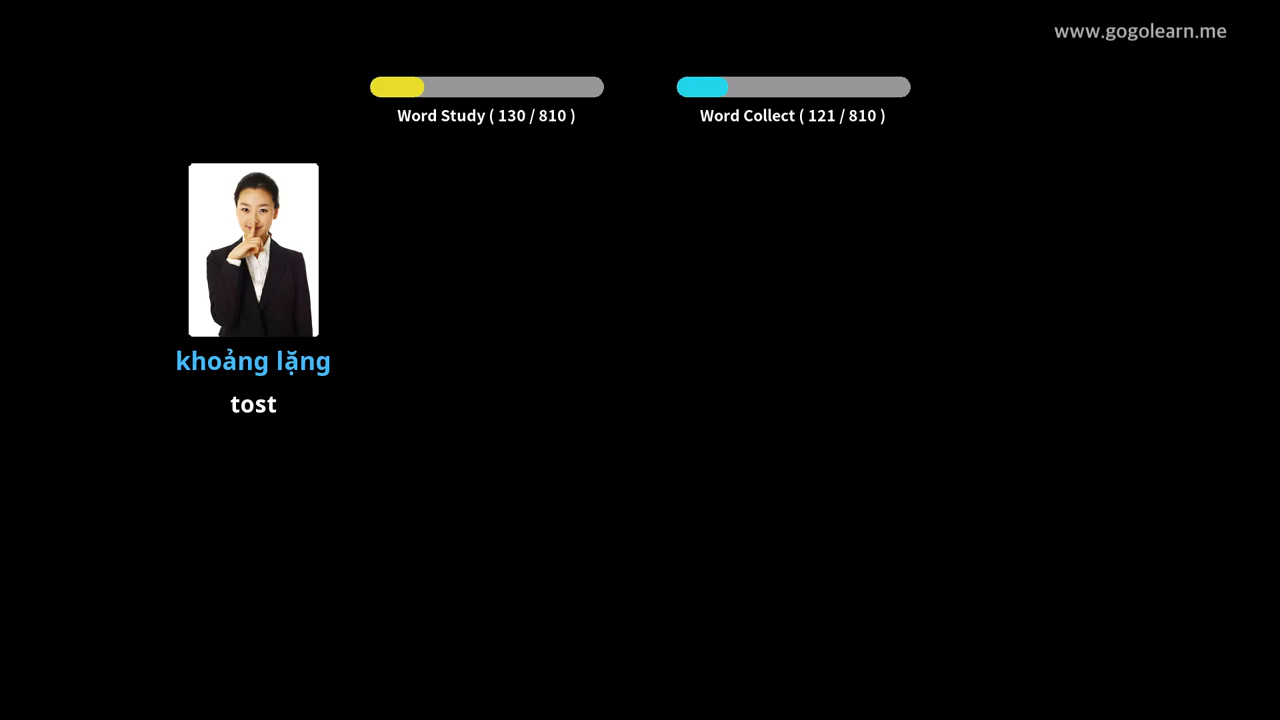 www.gogolearn.me
Word Study ( 130 / 810 )
Word Collect ( 121 / 810 )
khoảng lặng
tost